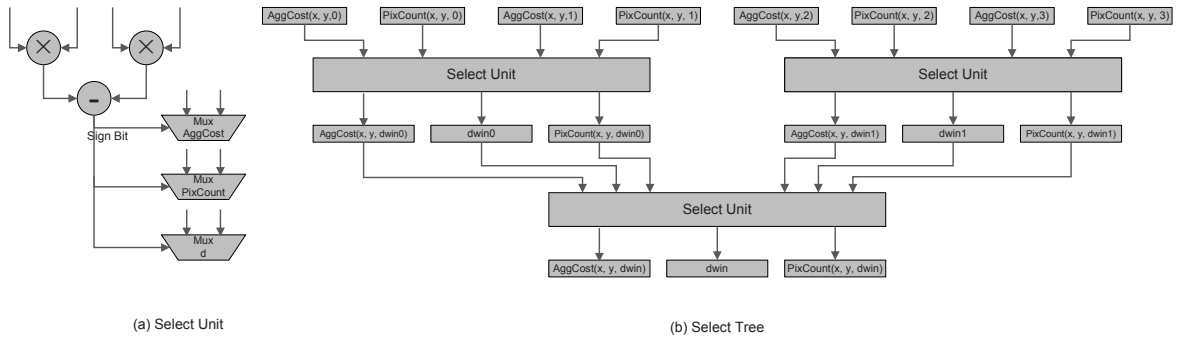 AggCost(x, y,0)
PixCount(x, y, 0)
AggCost(x, y,1)
PixCount(x, y, 1)
AggCost(x, y,2)
PixCount(x, y, 2)
AggCost(x, y,3)
PixCount(x, y, 3)
×
×
-
Sign Bit
Mux
AggCost
Mux
PixCount
Mux
d
Select Unit
Select Unit
AggCost(x, y, dwin0)
dwin0
PixCount(x, y, dwin0)
AggCost(x, y, dwin1)
dwin1
PixCount(x, y, dwin1)
Select Unit
AggCost(x, y, dwin)
dwin
PixCount(x, y, dwin)
(a) Select Unit
(b) Select Tree